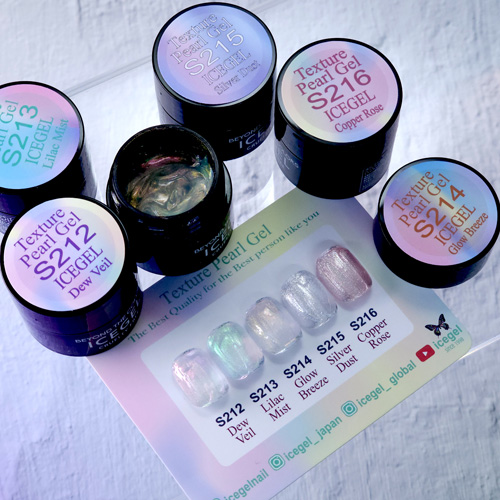 Texture
Pearl Gel
S215
ICEGEL
Silver Dust
Texture
Pearl Gel
S216
ICEGEL
Copper Rose
Pearl Gel
S213
ICEGEL
Lilac Mist
Texture
Pearl Gel
S214
ICEGEL
Glow Breeze
Texture
Pearl Gel
S212
ICEGEL
Dew Veil
Texture Pearl Gel
The Best Quality for the Best person like you
S212
Dew
Veil
S213
Lilac
Mist
S214
Glow
Breeze
S215
Silver
Dust
S216
Copper
Rose
icegel
icegelnail icegel_japan icegel_global icegel